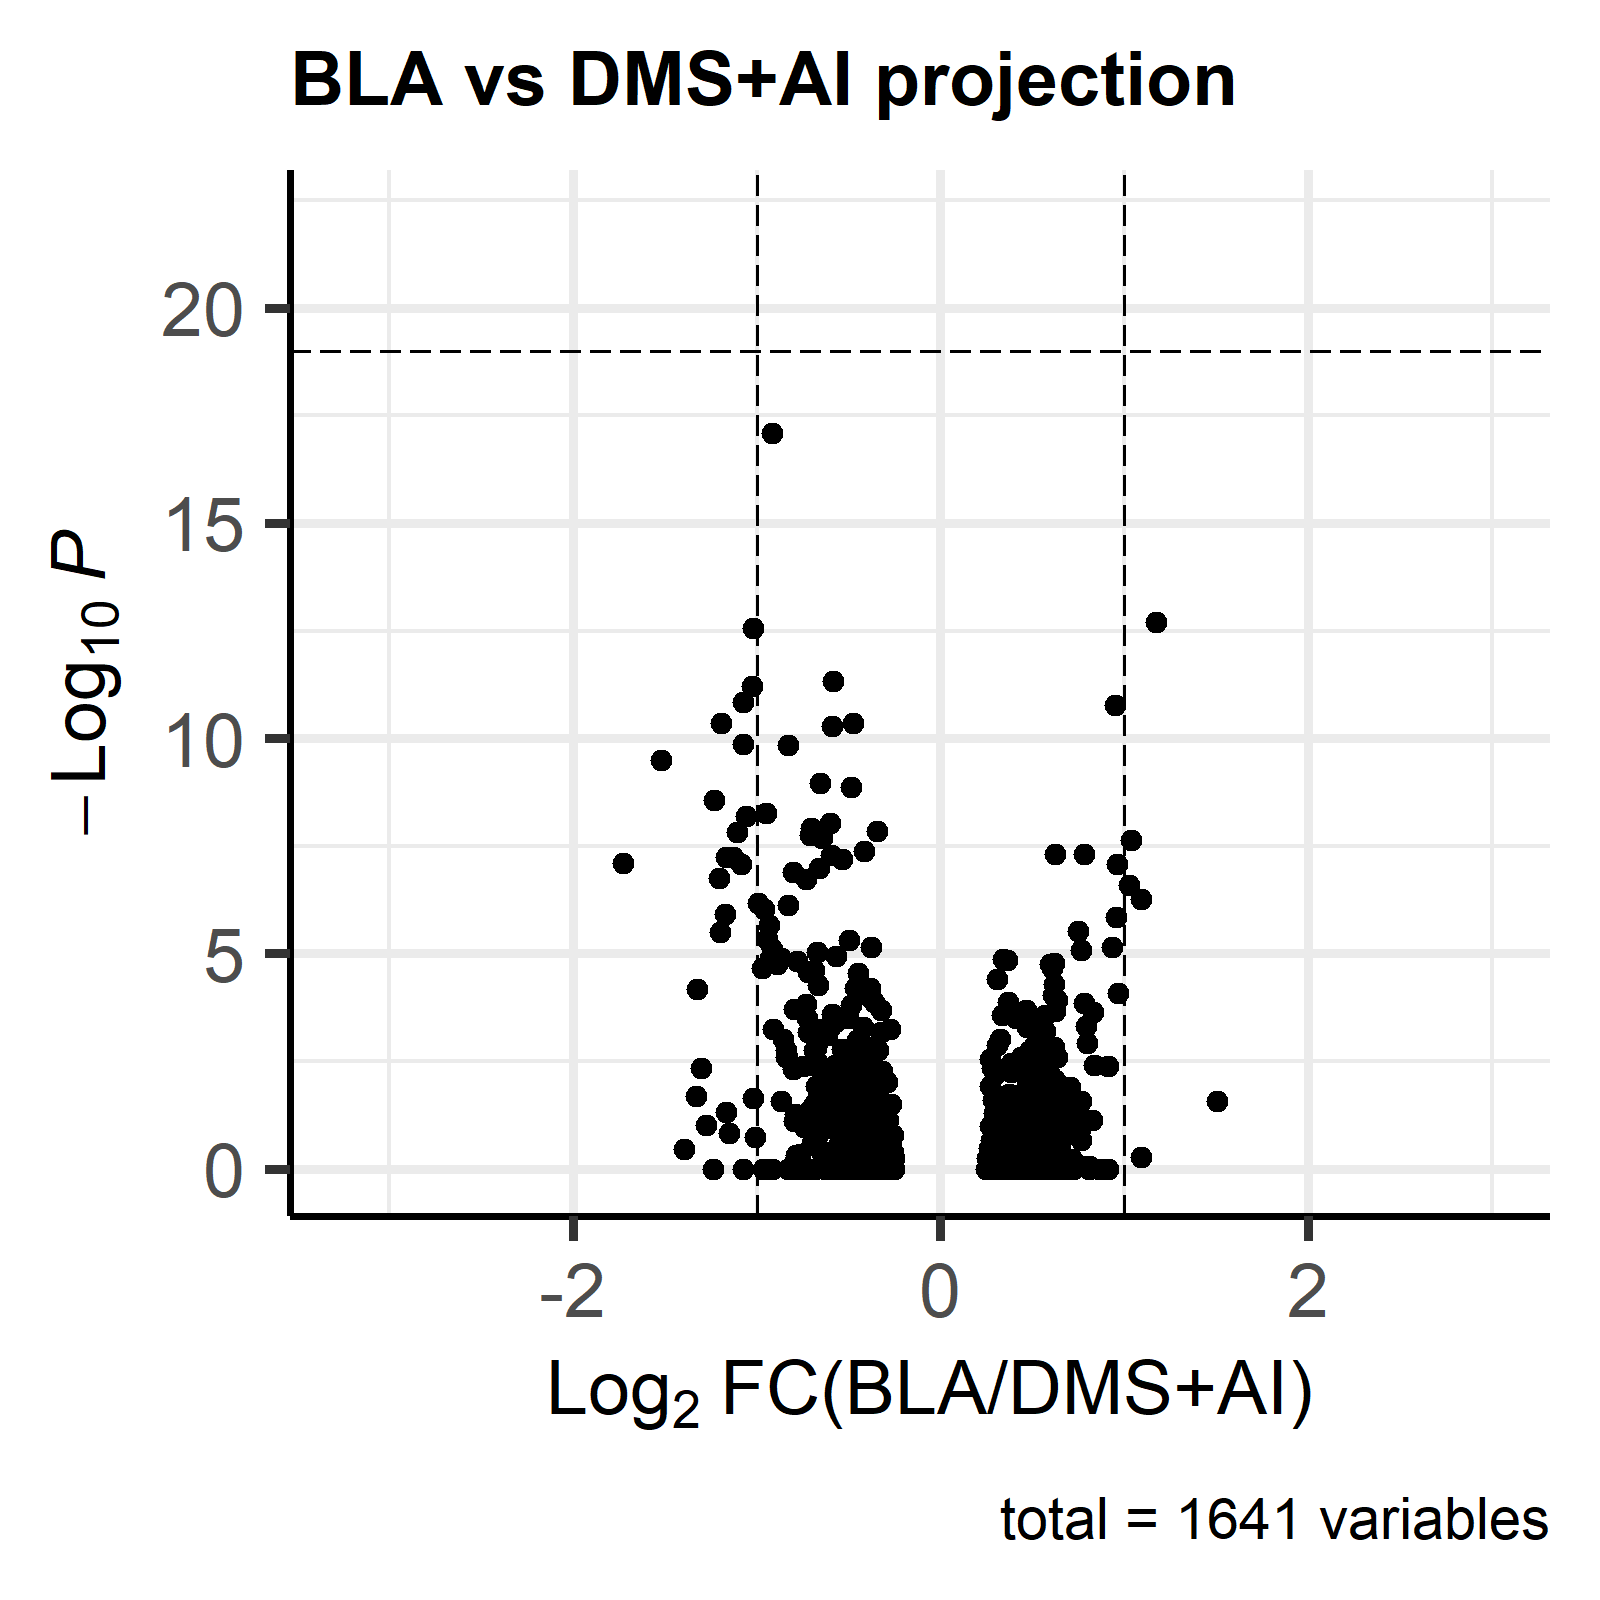 BLA vs DMS+AI projection
20
15
10
5
0
−Log10 P
-2 0 2
Log2 FC(BLA/DMS+AI)
total = 1641 variables